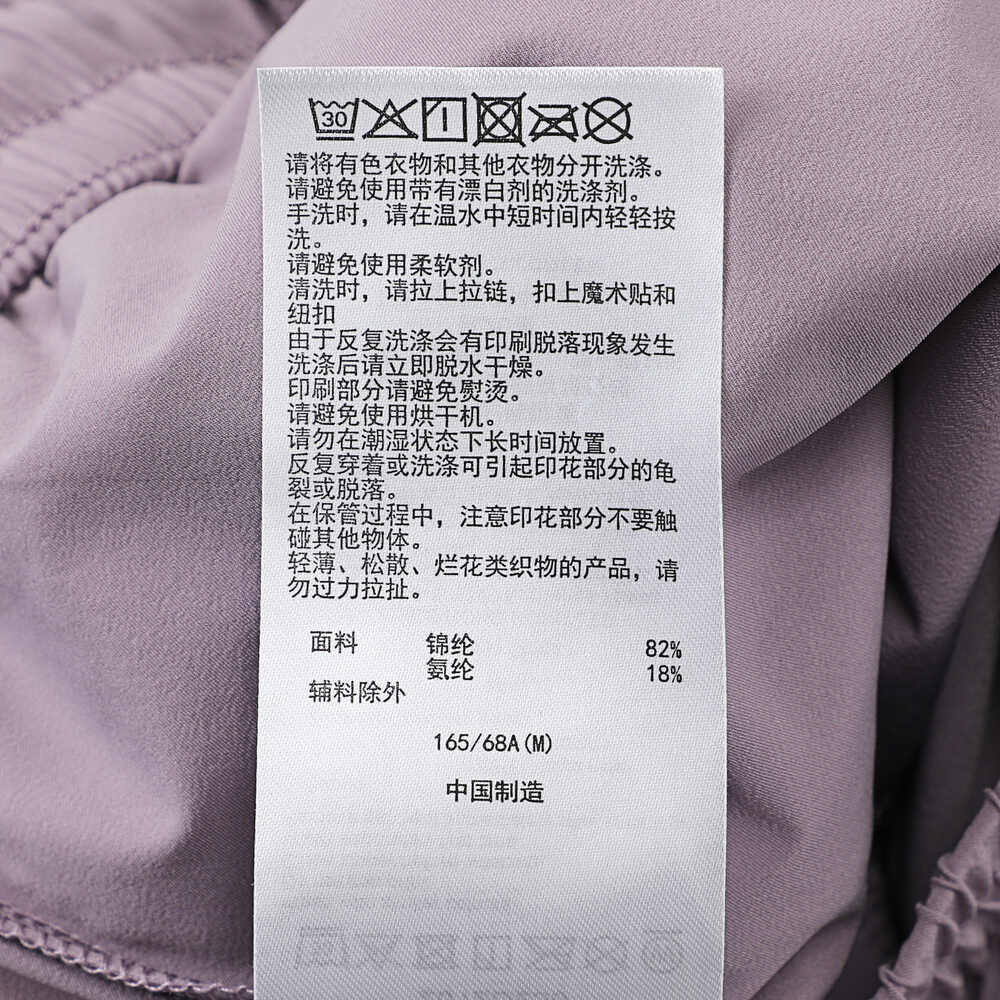 30
请将有色衣物和其他衣物分开洗涤。
请避免使用带有漂白剂的洗涤剂。
手洗时，请在温水中短时间内轻轻按
洗。
请避免使用柔软剂。
清洗时，请拉上拉链，扣上魔术贴和
纽扣
由于反复洗涤会有印刷脱落现象发生
洗涤后请立即脱水干燥。
印刷部分请避免熨烫。
请避免使用烘干机。
请勿在潮湿状态下长时间放置。
反复穿着或洗涤可引起印花部分的龟
裂或脱落。
在保管过程中，注意印花部分不要触
碰其他物体。
轻薄、松散、烂花类织物的产品，请
勿过力拉扯。
面料 锦纶 82%
氨纶 18%
辅料除外
165/68A(M)
中国制造